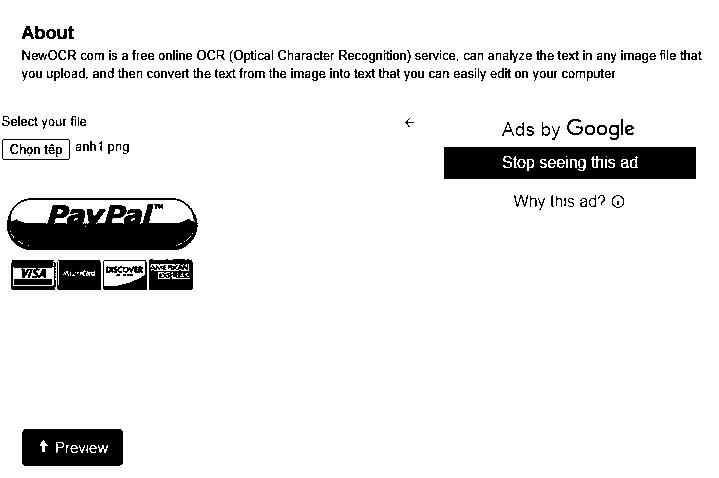 About
NewOCR com is a free online OCR (Optical Character Recognition) service, can analyze the text in any image file that
you upload, and then convert the text from the image into text that you can easily edit on your computer
Select your file
Chọn tệp anh1 png
←
Ads by Google
Stop seeing this ad
Why this ad?
PayPal™
VISA MasterCard DISCOVER AMERICAN EXPRESS
Preview